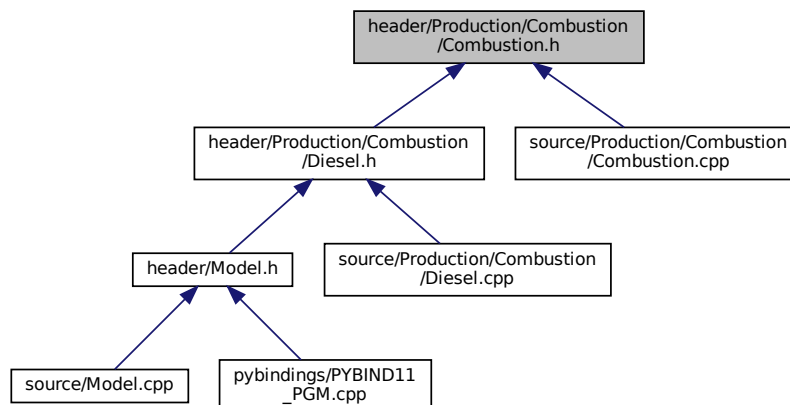 header/Production/Combustion
/Combustion.h
header/Production/Combustion
/Diesel.h
source/Production/Combustion
/Combustion.cpp
header/Model.h
source/Production/Combustion
/Diesel.cpp
source/Model.cpp
pybindings/PYBIND11
_PGM.cpp